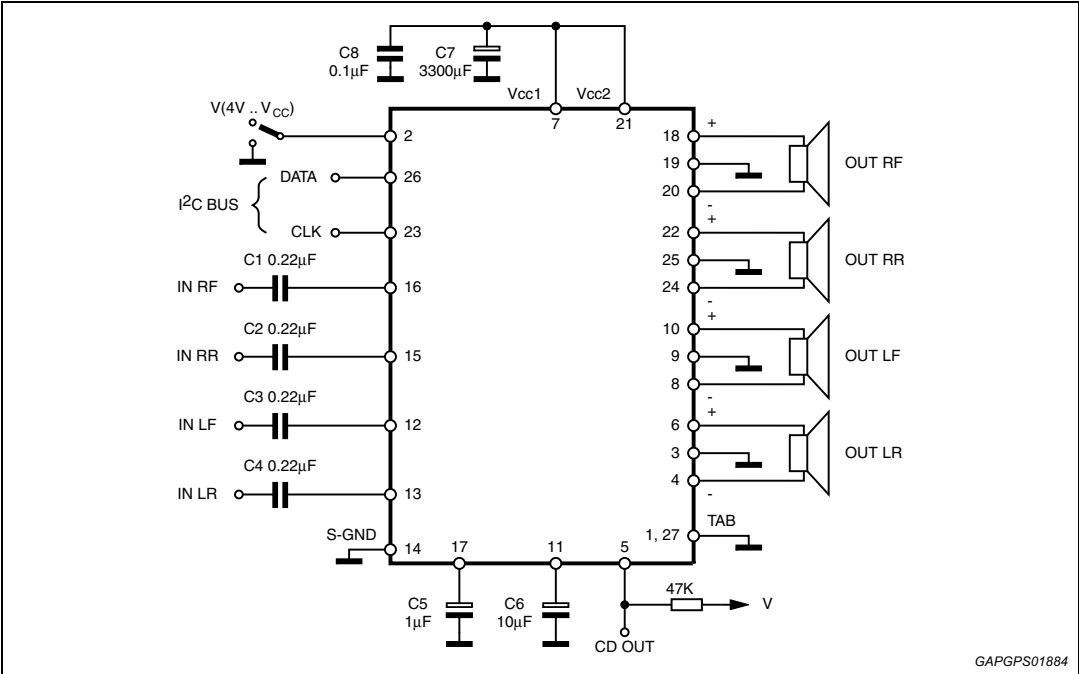 C8
0.1µF
C7
3300µF
Vcc1
Vcc2
7
21
V(4V .. VCC)
2
DATA
26
I2C BUS
CLK
23
C1 0.22µF
IN RF
16
C2 0.22µF
IN RR
15
C3 0.22µF
IN LF
12
C4 0.22µF
IN LR
13
S-GND
14
17
11
5
C5
1µF
C6
10µF
47K
V
CD OUT
18
+
19
20
-
OUT RF
22
+
25
24
-
OUT RR
10
+
9
8
-
OUT LF
6
+
3
4
-
OUT LR
1, 27
TAB
GAPGPS01884